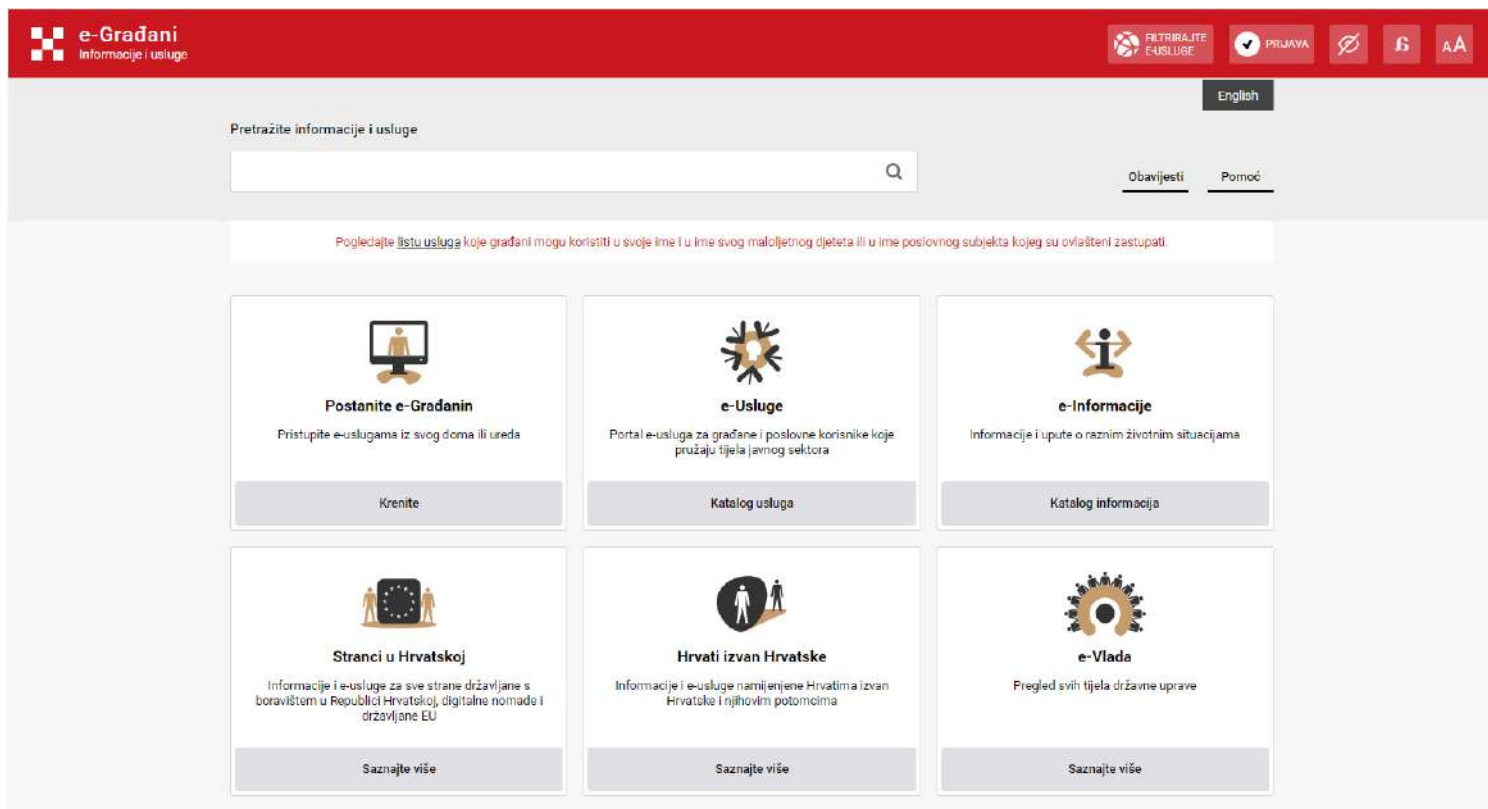 e-Građani
Informacije i usluge
FILTRIRAJTE
E-USLUGE
PRIJAVA
AA
English
Pretražite informacije i usluge
Obavijesti
Pomoć
Pogledajte listu usluga koje građani mogu koristiti u svoje ime i u ime svog maloljetnog djeteta ili u ime poslovnog subjekta kojeg su ovlašteni zastupati.
Postanite e-Građanin
Pristupite e-uslugama iz svog doma ili ureda
Krenite
e-Usluge
Portal e-usluga za građane i poslovne korisnike koje
pružaju tijela javnog sektora
Katalog usluga
e-Informacije
Informacije i upute o raznim životnim situacijama
Katalog informacija
Stranci u Hrvatskoj
Informacije i e-usluge za sve strane državljane s
boravištem u Republici Hrvatskoj, digitalne nomade i
državljane EU
Saznajte više
Hrvati izvan Hrvatske
Informacije i e-usluge namijenjene Hrvatima izvan
Hrvatske i njihovim potomcima
Saznajte više
e-Vlada
Pregled svih tijela državne uprave
Saznajte više